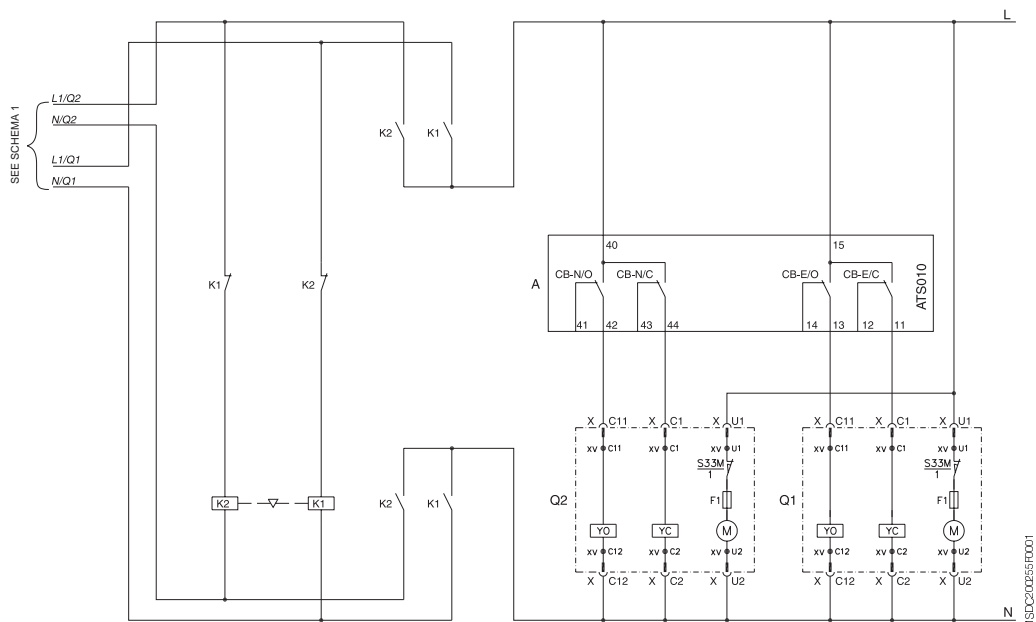 L
SEE SCHEMA 1
L1/Q2
N/Q2
L1/Q1
N/Q1
K2
K1
K1
K2
A
40
15
CB-N/O
CB-N/C
CB-E/O
CB-E/C
ATS010
41
42
43
44
14
13
12
11
X
C11
X
C1
X
U1
X
C11
X
C1
X
U1
XV
C11
XV
C1
XV
U1
XV
C11
XV
C1
XV
U1
S33M
1
S33M
1
K2
K1
K2
K1
Q2
F1
Q1
F1
YO
YC
M
YO
YC
M
XV
C12
XV
C2
XV
U2
XV
C12
XV
C2
XV
U2
X
C12
X
C2
X
U2
X
C12
X
C2
X
U2
N
1SDC200255F0001